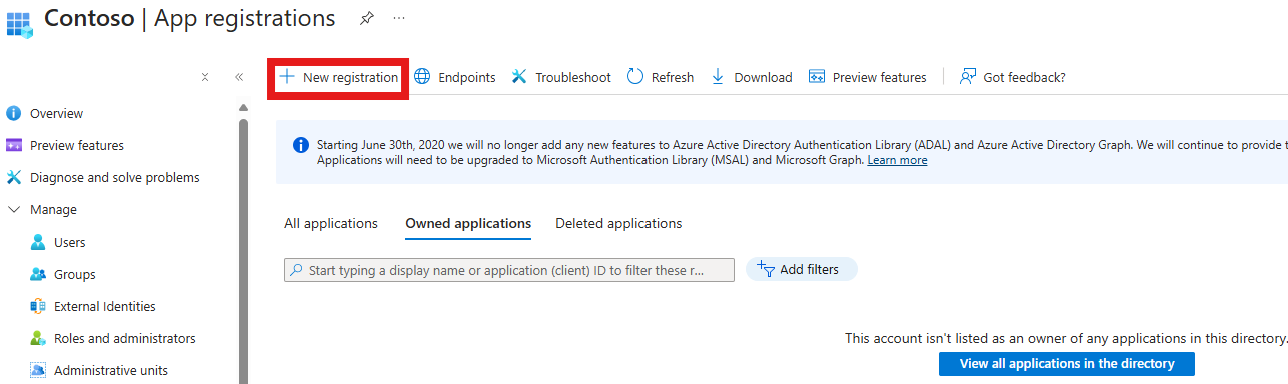 Contoso | App registrations
New registration
Endpoints
Troubleshoot
Refresh
Download
Preview features
Got feedback?
Overview
Preview features
Diagnose and solve problems
Manage
Users
Groups
External Identities
Roles and administrators
Administrative units
Starting June 30th, 2020 we will no longer add any new features to Azure Active Directory Authentication Library (ADAL) and Azure Active Directory Graph. We will continue to provide t
Applications will need to be upgraded to Microsoft Authentication Library (MSAL) and Microsoft Graph. Learn more
All applications
Owned applications
Deleted applications
Start typing a display name or application (client) ID to filter these r...
Add filters
This account isn't listed as an owner of any applications in this directory.
View all applications in the directory